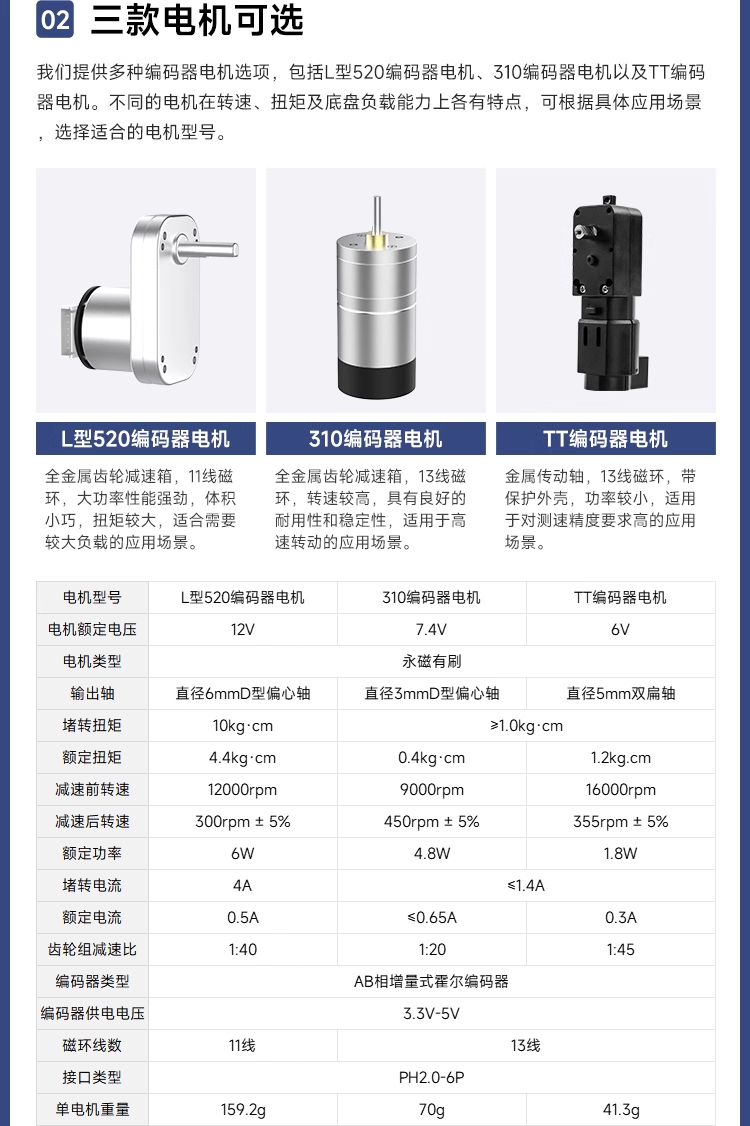 02 三款电机可选
我们提供多种编码器电机选项，包括L型520编码器电机、310编码器电机以及TT编码
器电机。不同的电机在转速、扭矩及底盘负载能力上各有特点，可根据具体应用场景
，选择适合的电机型号。
L型520编码器电机
310编码器电机
TT编码器电机
全金属齿轮减速箱，11线磁
环，大功率性能强劲，体积
小巧，扭矩较大，适合需要
较大负载的应用场景。
全金属齿轮减速箱，13线磁
环，转速较高，具有良好的
耐用性和稳定性，适用于高
速转动的应用场景。
金属传动轴，13线磁环，带
保护外壳，功率较小，适用
于对测速精度要求高的应用
场景。
电机型号 L型520编码器电机 310编码器电机 TT编码器电机
电机额定电压 12V 7.4V 6V
电机类型 永磁有刷
输出轴 直径6mmD型偏心轴 直径3mmD型偏心轴 直径5mm双扁轴
堵转扭矩 10kg·cm ≥1.0kg·cm
额定扭矩 4.4kg·cm 0.4kg·cm 1.2kg.cm
减速前转速 12000rpm 9000rpm 16000rpm
减速后转速 300rpm ± 5% 450rpm ± 5% 355rpm ± 5%
额定功率 6W 4.8W 1.8W
堵转电流 4A ≤1.4A
额定电流 0.5A ≤0.65A 0.3A
齿轮组减速比 1:40 1:20 1:45
编码器类型 AB相增量式霍尔编码器
编码器供电电压 3.3V-5V
磁环线数 11线 13线
接口类型 PH2.0-6P
单电机重量 159.2g 70g 41.3g